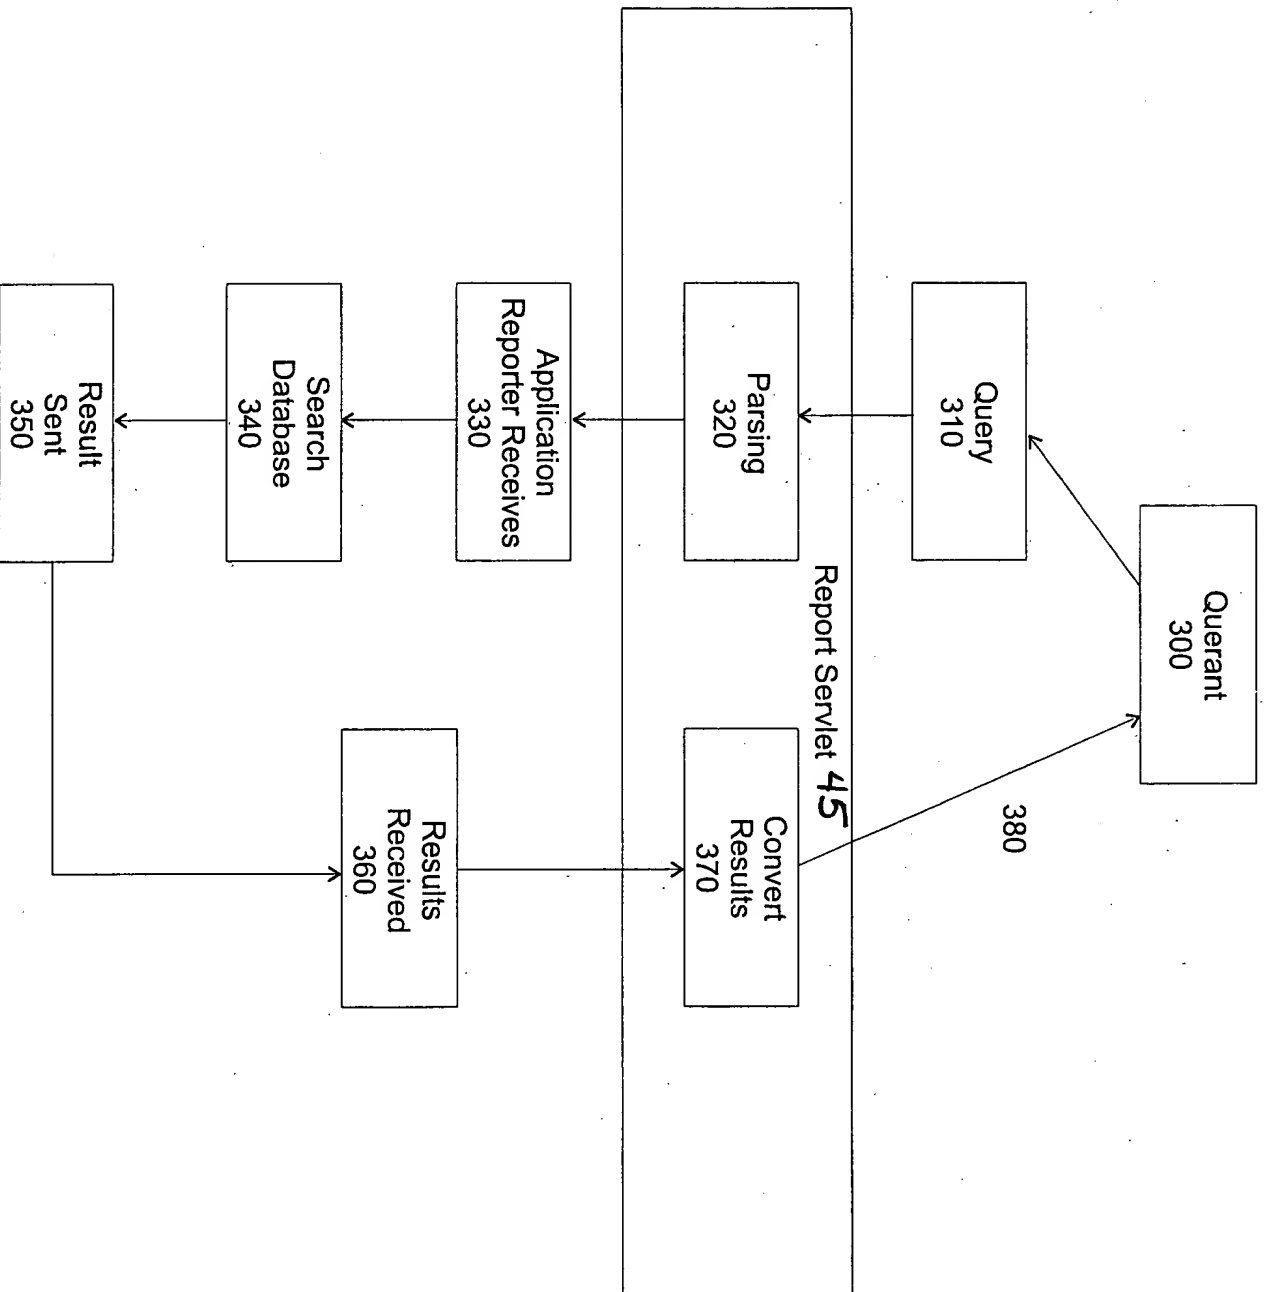 Querant
300
Query
310
380
Report Servlet 45
Parsing
320
Convert
Results
370
Application
Reporter Receives
330
Results
Received
360
Search
Database
340
Result
Sent
350